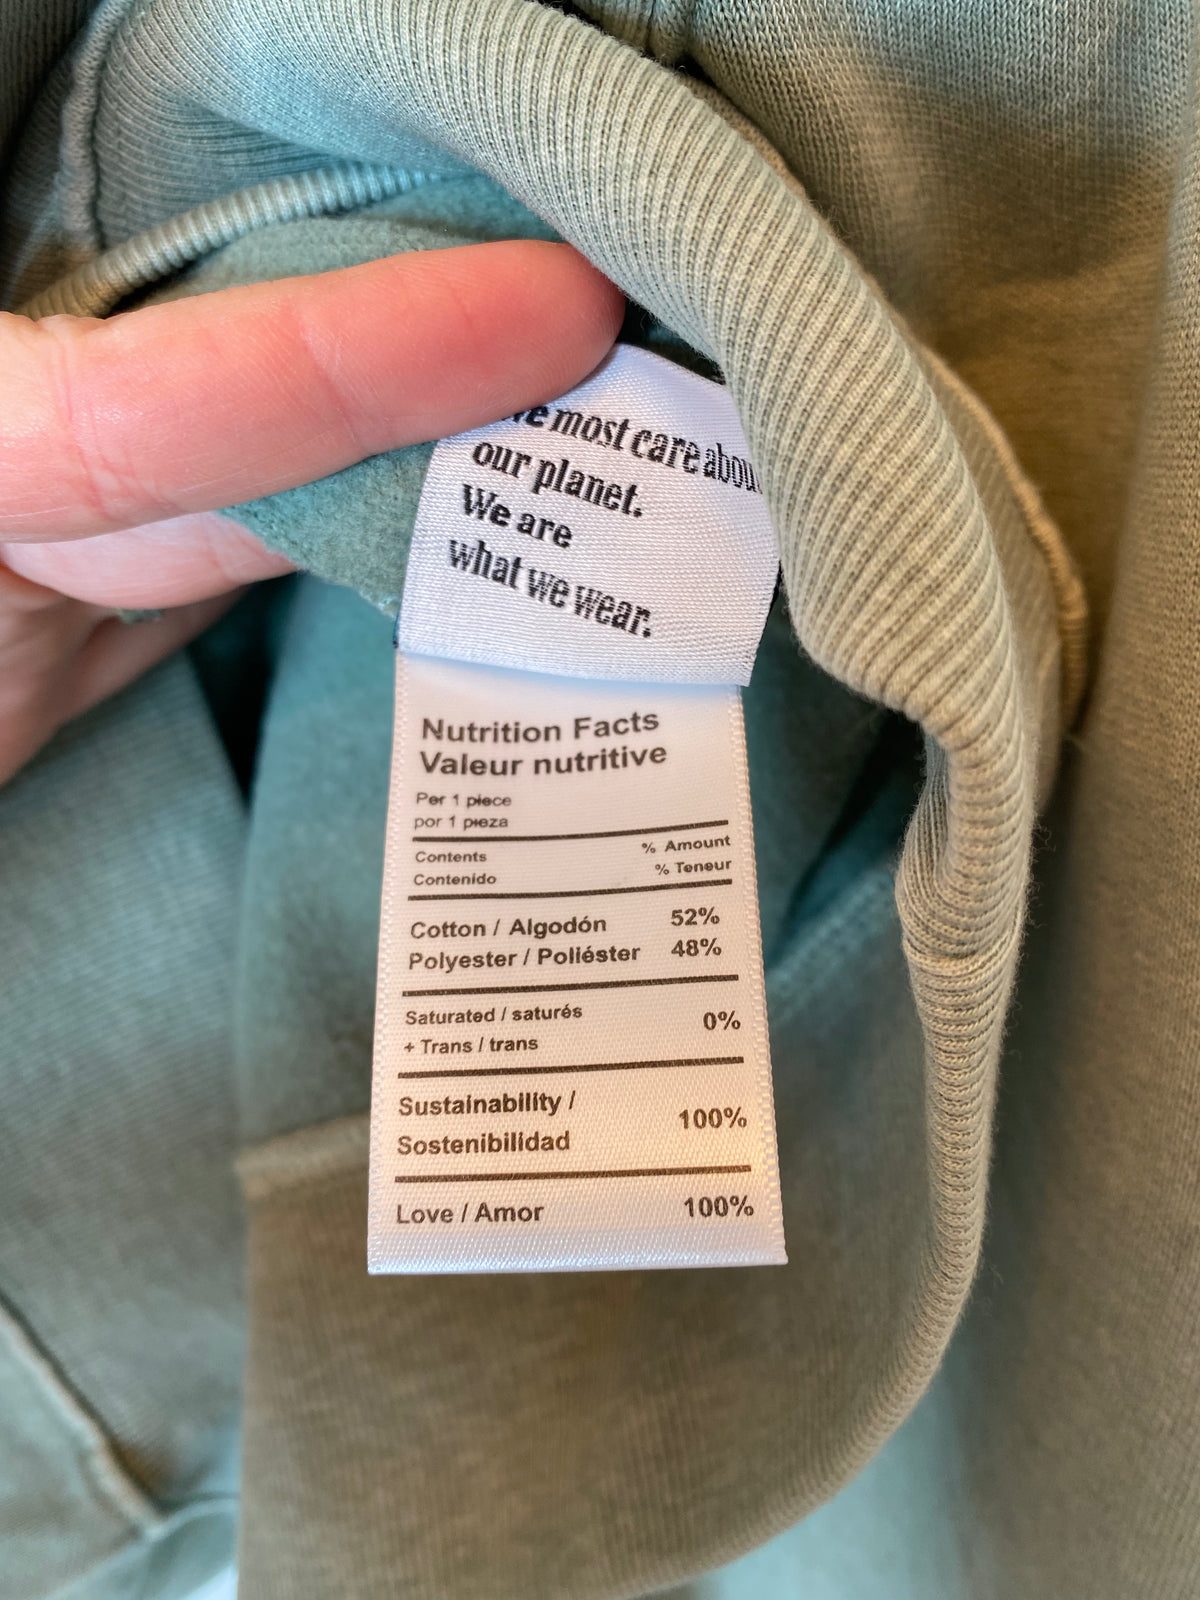 most care about
our planet.
We are
what we wear.
Nutrition Facts
Valeur nutritive
Per 1 piece
por 1 pieza
Contents % Amount
Contenido % Teneur
Cotton / Algodón 52%
Polyester / Poliéster 48%
Saturated / saturés
+ Trans / trans 0%
Sustainability /
Sostenibilidad 100%
Love / Amor 100%